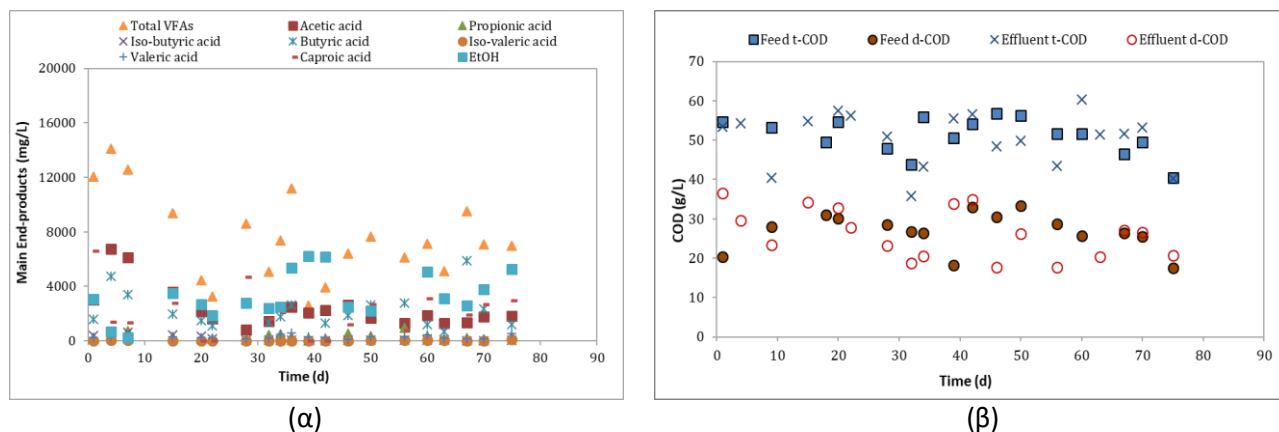 Total VFAs Acetic acid Propionic acid
Iso-butyric acid Butyric acid Iso-valeric acid
Valeric acid Caproic acid EtOH
20000
16000
12000
8000
4000
0
Main End-products (mg/L)
0 10 20 30 40 50 60 70 80 90
Time (d)
(α)
Feed t-COD Feed d-COD Effluent t-COD Effluent d-COD
70
60
50
40
30
20
10
0
COD (g/L)
0 10 20 30 40 50 60 70 80 90
Time (d)
(β)